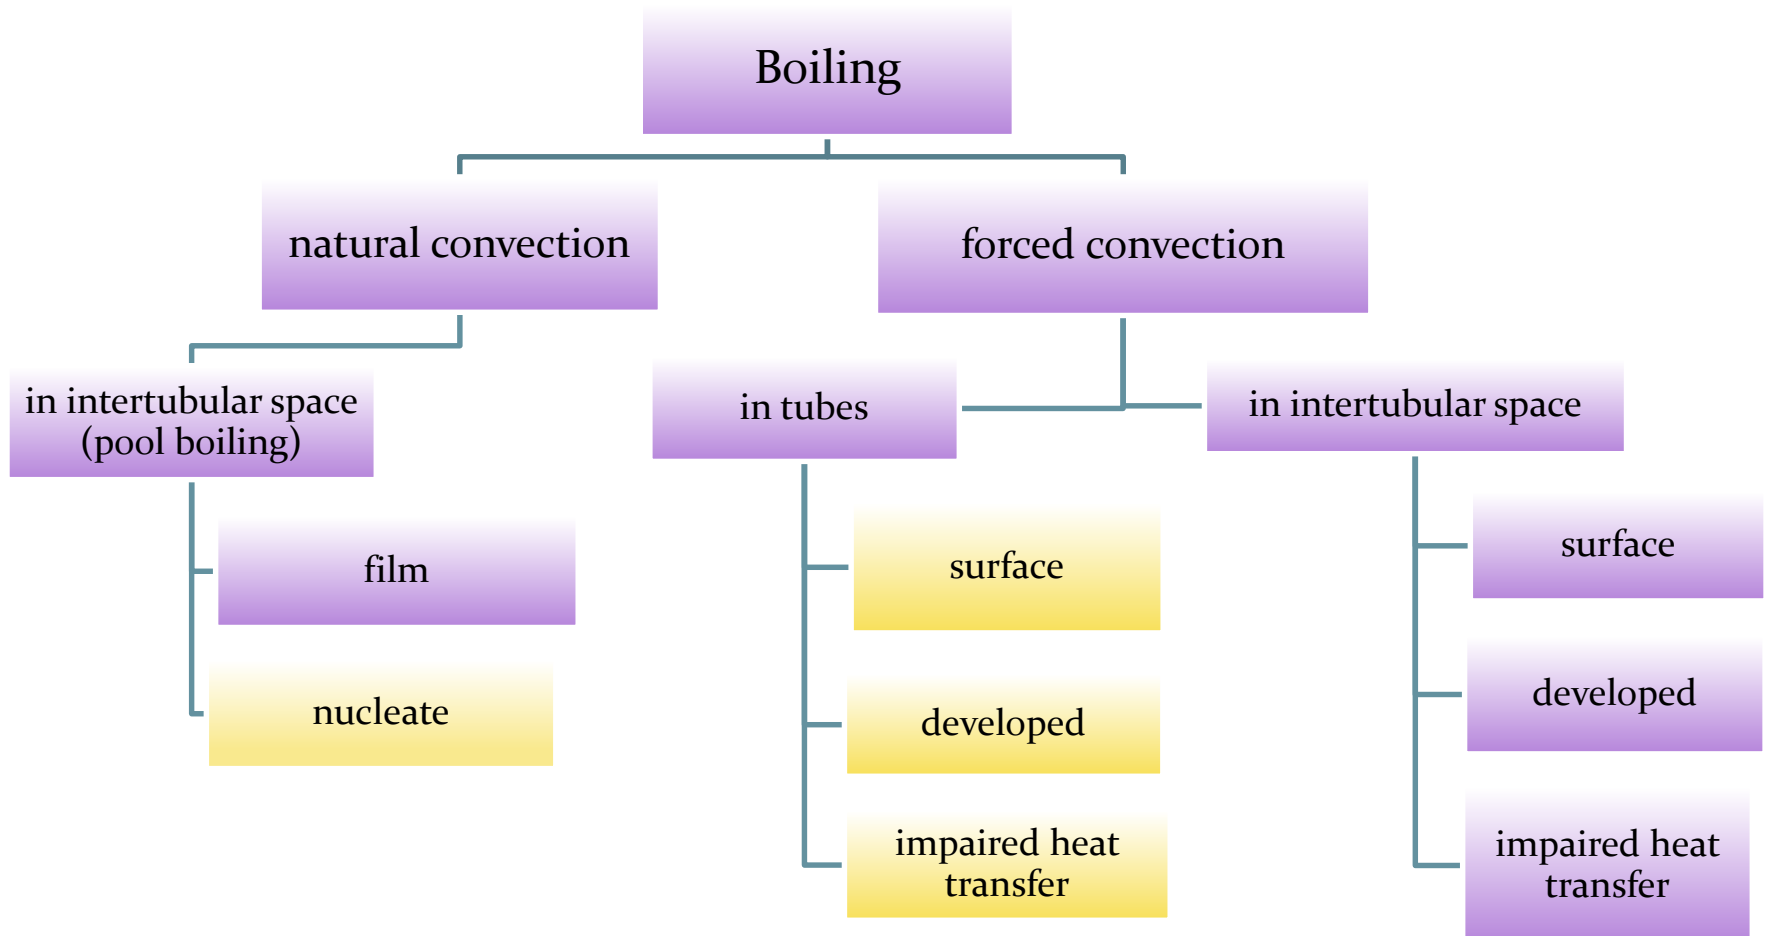 Boiling
natural convection
forced convection
in intertubular space
(pool boiling)
film
nucleate
in tubes
surface
developed
impaired heat
transfer
in intertubular space
surface
developed
impaired heat
transfer